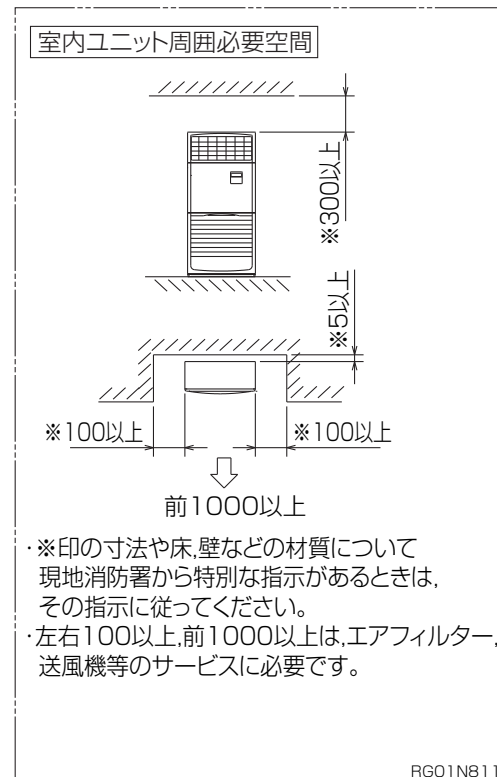 室内ユニット周囲必要空間
※300以上
※5以上
※100以上
※100以上
前1000以上
・※印の寸法や床,壁などの材質について
現地消防署から特別な指示があるときは,
その指示に従ってください。
・左右100以上,前1000以上は,エアフィルター,
送風機等のサービスに必要です。
RG01N811